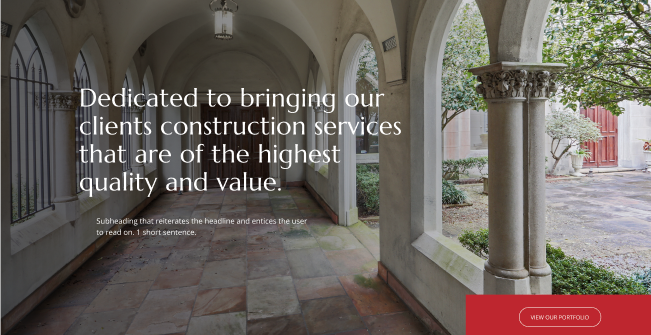 Dedicated to bringing our
clients construction services
that are of the highest
quality and value.
Subheading that reiterates the headline and entices the user
to read on. 1 short sentence.
VIEW OUR PORTFOLIO